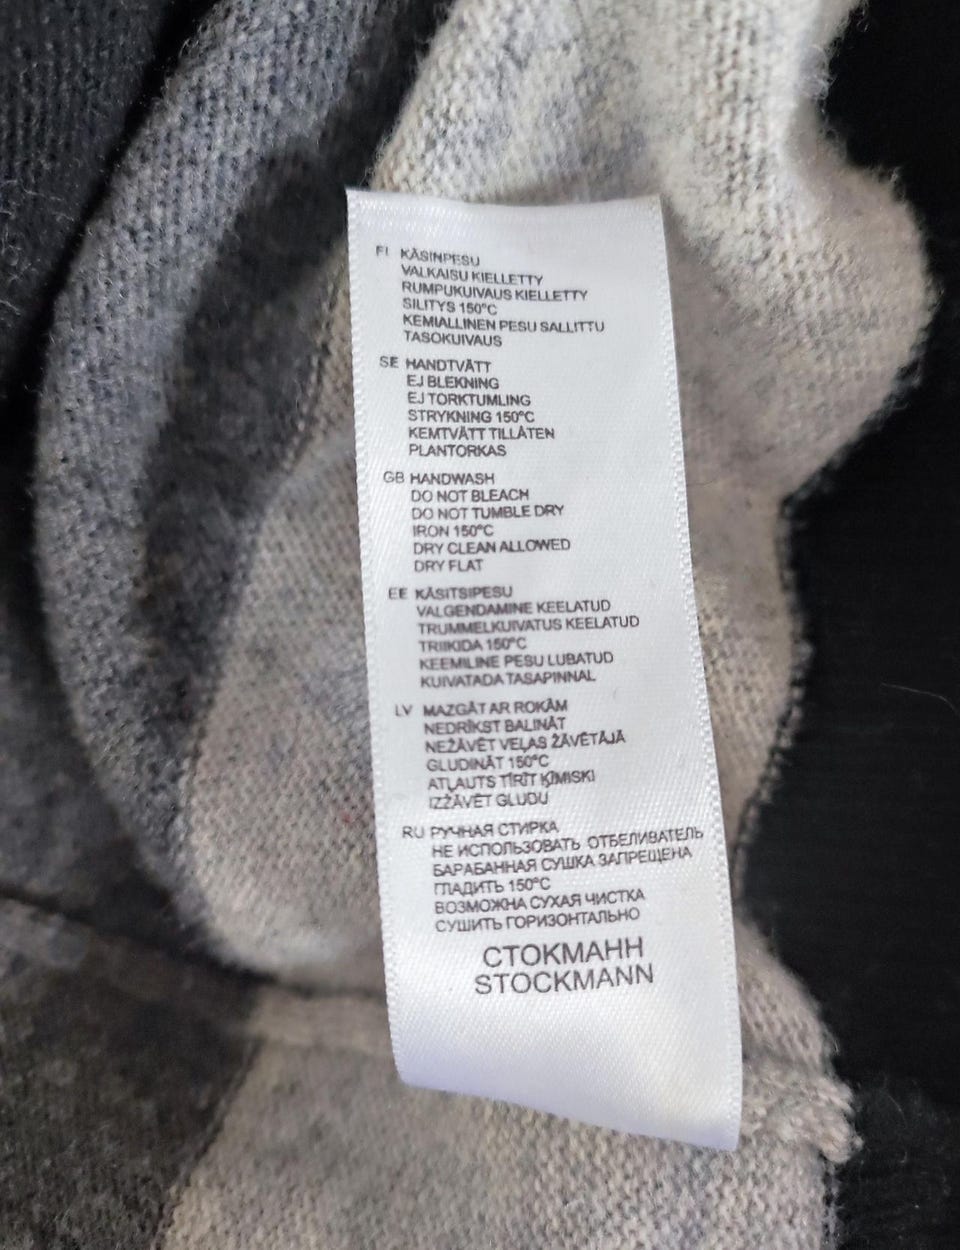 FI KÄSINPESU
VALKAISU KIELLETTY
RUMPUKUIVAUS KIELLETTY
SILITYS 150°C
KEMIALLINEN PESU SALLITTU
TASOKUIVAUS
SE HANDTVÄTT
EJ BLEKNING
EJ TORKTUMLING
STRYKNING 150°C
KEMTVÄTT TILLÅTEN
PLANTORKAS
GB HANDWASH
DO NOT BLEACH
DO NOT TUMBLE DRY
IRON 150°C
DRY CLEAN ALLOWED
DRY FLAT
EE KÄSITSIPESU
VALGENDAMINE KEELATUD
TRUMMELKUIVATUS KEELATUD
TRIIKIDA 150°C
KEEMILINE PESU LUBATUD
KUIVATADA TASAPINNAL
LV MAZGĀT AR ROKĀM
NEDRĪKST BALINĀT
NEŽĀVĒT VEĻAS ŽĀVĒTĀJĀ
GLUDINĀT 150°C
ATĻAUTS TĪRĪT ĶĪMISKI
IZŽĀVĒT GLUDU
RU РУЧНАЯ СТИРКА
НЕ ИСПОЛЬЗОВАТЬ ОТБЕЛИВАТЕЛЬ
БАРАБАННАЯ СУШКА ЗАПРЕЩЕНА
ГЛАДИТЬ 150°C
ВОЗМОЖНА СУХАЯ ЧИСТКА
СУШИТЬ ГОРИЗОНТАЛЬНО
СТОКМАНН
STOCKMANN